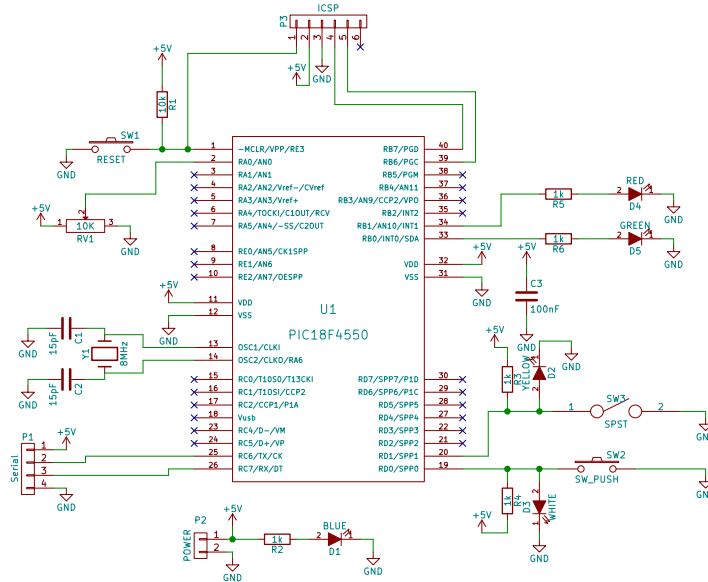 ICSP
P3
1 2 3 4 5 6
+5V
+5V
GND
10k
R1
SW1
RESET
GND
U1
PIC18F4550
1 -MCLR/VPP/RE3
2 RA0/AN0
3 RA1/AN1
4 RA2/AN2/Vref-/CVref
5 RA3/AN3/Vref+
6 RA4/TOCKI/C1OUT/RCV
7 RA5/AN4/-SS/C2OUT
8 RE0/AN5/CK1SPP
9 RE1/AN6
10 RE2/AN7/OESPP
11 VDD
12 VSS
13 OSC1/CLKI
14 OSC2/CLKO/RA6
15 RC0/T1OSO/T13CKI
16 RC1/T1OSI/CCP2
17 RC2/CCP1/P1A
18 Vusb
23 RC4/D-/VM
24 RC5/D+/VP
25 RC6/TX/CK
26 RC7/RX/DT
RB7/PGD 40
RB6/PGC 39
RB5/PGM 38
RB4/AN11 37
RB3/AN9/CCP2/VPO 36
RB2/INT2 35
RB1/AN10/INT1 34
RB0/INT0/SDA 33
VDD 32
VSS 31
RD7/SPP7/P1D 30
RD6/SPP6/P1C 29
RD5/SPP5 28
RD4/SPP4 27
RD3/SPP3 22
RD2/SPP2 21
RD1/SPP1 20
RD0/SPP0 19
+5V
1 10K 3
2
RV1
GND
+5V
GND
15pF
C1
GND
Y1
8MHz
15pF
C2
GND
P1
Serial
1
2
3
4
+5V
GND
P2
POWER
1
2
+5V
GND
1k
R2
BLUE
2 1
D1
GND
1k
R5
RED
2 1
D4
GND
1k
R6
GREEN
2 1
D5
GND
+5V
GND
+5V
C3
100nF
GND
+5V
1k
R3
YELLOW
1
2
D2
GND
SW3
1 2
SPST
GND
SW2
SW_PUSH
GND
1k
R4
+5V
2
1
D3
WHITE
GND